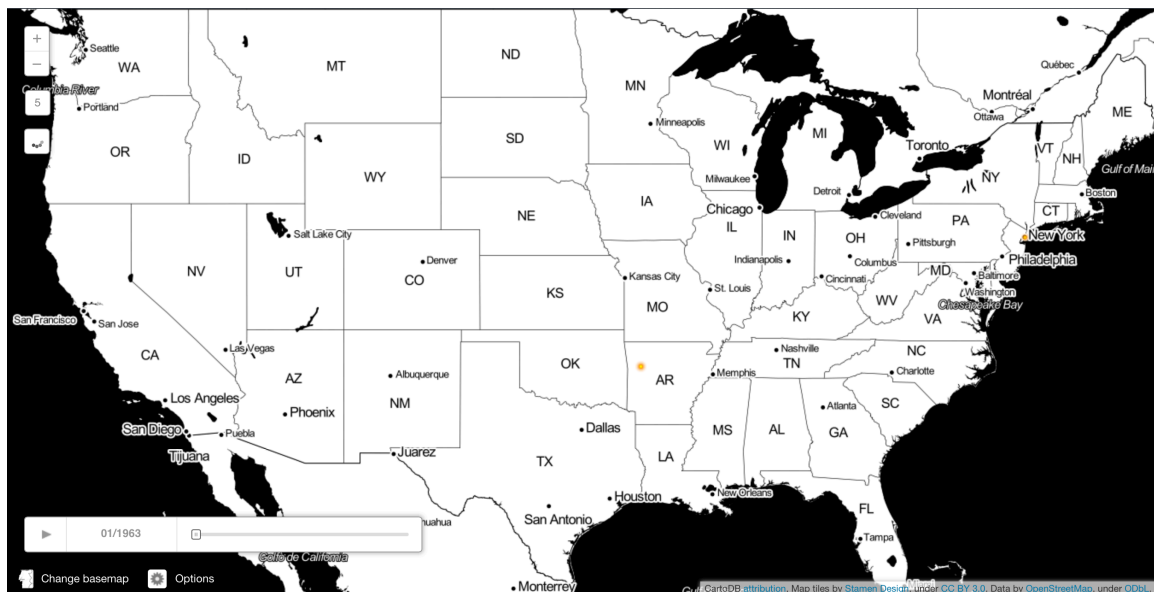 +
−
5
Seattle
WA
Columbia River
Portland
MT
ND
MN
Minneapolis
OR
ID
WY
SD
WI
MI
Milwaukee
Detroit
Chicago
Toronto
Ottawa
Montréal
Québec
ME
VT
NH
NY
Gulf of Mai
Boston
CT
New York
PA
Cleveland
Pittsburgh
Philadelphia
NE
IA
IL
IN
OH
Indianapolis
Columbus
Cincinnati
MD
Baltimore
Washington
Chesapeake Bay
Salt Lake City
NV
UT
Denver
CO
KS
Kansas City
MO
St. Louis
KY
WV
VA
San Francisco
San Jose
CA
Las Vegas
AZ
Albuquerque
NM
OK
AR
Memphis
Nashville
TN
NC
Charlotte
SC
Los Angeles
San Diego
Phoenix
Puebla
Tijuana
Juarez
Dallas
TX
LA
MS
AL
Atlanta
GA
Houston
San Antonio
New Orleans
FL
Tampa
01/1963
huahua
Golfo de California
Monterrey
Change basemap
Options
CartoDB attribution, Map tiles by Stamen Design, under CC BY 3.0, Data by OpenStreetMap, under ODbL.